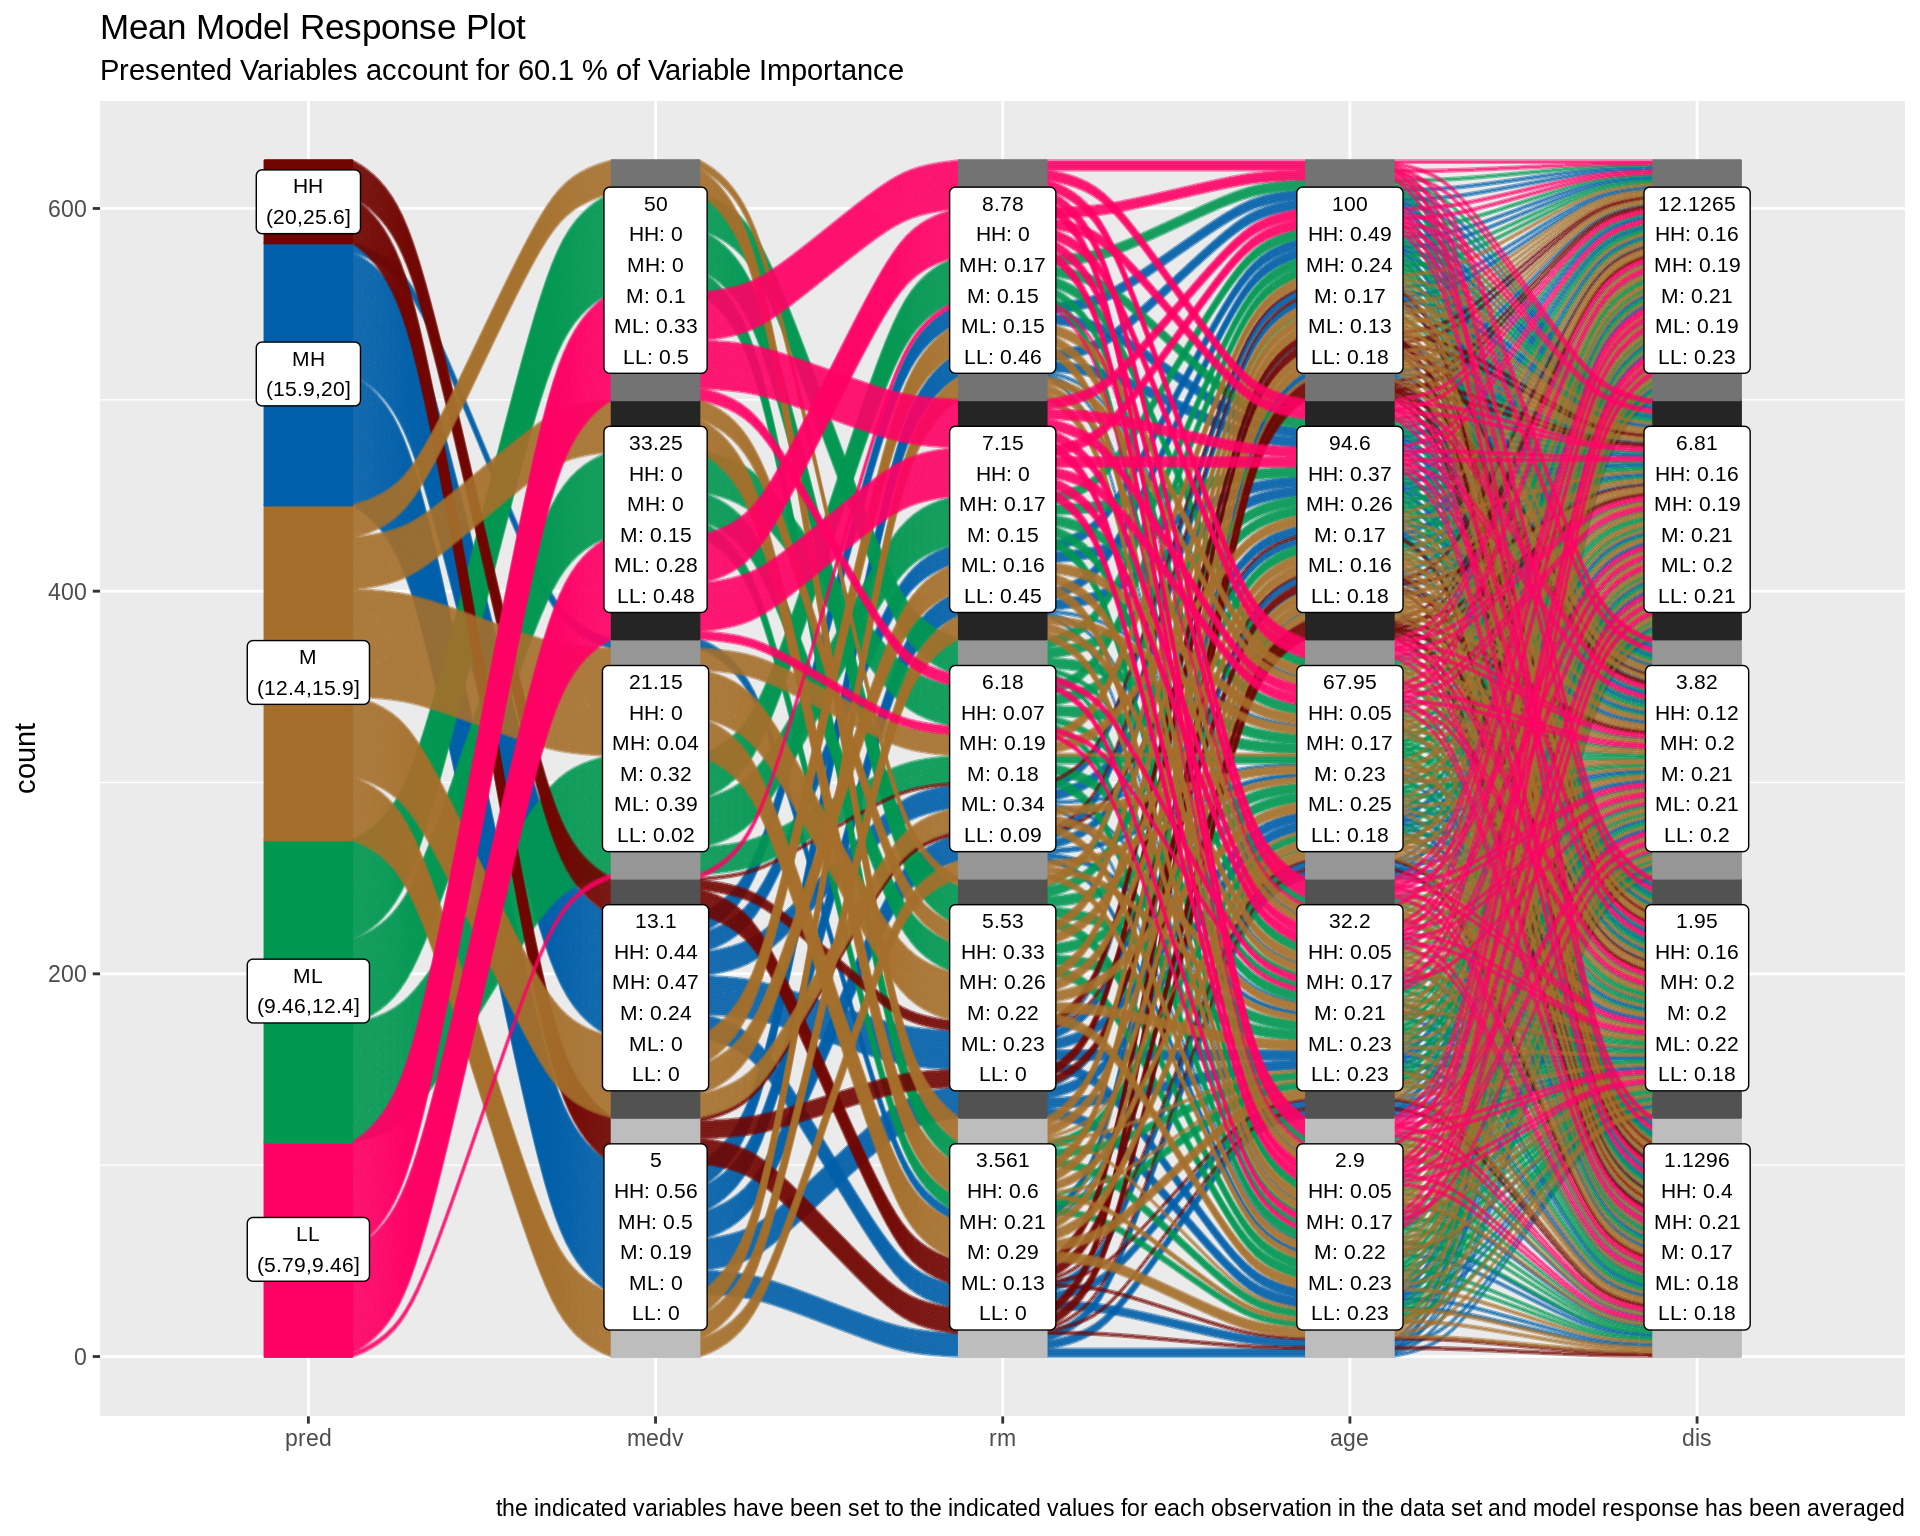 Mean Model Response Plot
Presented Variables account for 60.1 % of Variable Importance
count
600
400
200
0
HH
(20,25.6]
MH
(15.9,20]
M
(12.4,15.9]
ML
(9.46,12.4]
LL
(5.79,9.46]
50
HH: 0
MH: 0
M: 0.1
ML: 0.33
LL: 0.5
33.25
HH: 0
MH: 0
M: 0.15
ML: 0.28
LL: 0.48
21.15
HH: 0
MH: 0.04
M: 0.32
ML: 0.39
LL: 0.02
13.1
HH: 0.44
MH: 0.47
M: 0.24
ML: 0
LL: 0
5
HH: 0.56
MH: 0.5
M: 0.19
ML: 0
LL: 0
8.78
HH: 0
MH: 0.17
M: 0.15
ML: 0.15
LL: 0.46
7.15
HH: 0
MH: 0.17
M: 0.15
ML: 0.16
LL: 0.45
6.18
HH: 0.07
MH: 0.19
M: 0.18
ML: 0.34
LL: 0.09
5.53
HH: 0.33
MH: 0.26
M: 0.22
ML: 0.23
LL: 0
3.561
HH: 0.6
MH: 0.21
M: 0.29
ML: 0.13
LL: 0
100
HH: 0.49
MH: 0.24
M: 0.17
ML: 0.13
LL: 0.18
94.6
HH: 0.37
MH: 0.26
M: 0.17
ML: 0.16
LL: 0.18
67.95
HH: 0.05
MH: 0.17
M: 0.23
ML: 0.25
LL: 0.18
32.2
HH: 0.05
MH: 0.17
M: 0.21
ML: 0.23
LL: 0.23
2.9
HH: 0.05
MH: 0.17
M: 0.22
ML: 0.23
LL: 0.23
12.1265
HH: 0.16
MH: 0.19
M: 0.21
ML: 0.19
LL: 0.23
6.81
HH: 0.16
MH: 0.19
M: 0.21
ML: 0.2
LL: 0.21
3.82
HH: 0.12
MH: 0.2
M: 0.21
ML: 0.21
LL: 0.2
1.95
HH: 0.16
MH: 0.2
M: 0.2
ML: 0.22
LL: 0.18
1.1296
HH: 0.4
MH: 0.21
M: 0.17
ML: 0.18
LL: 0.18
pred
medv
rm
age
dis
the indicated variables have been set to the indicated values for each observation in the data set and model response has been averaged